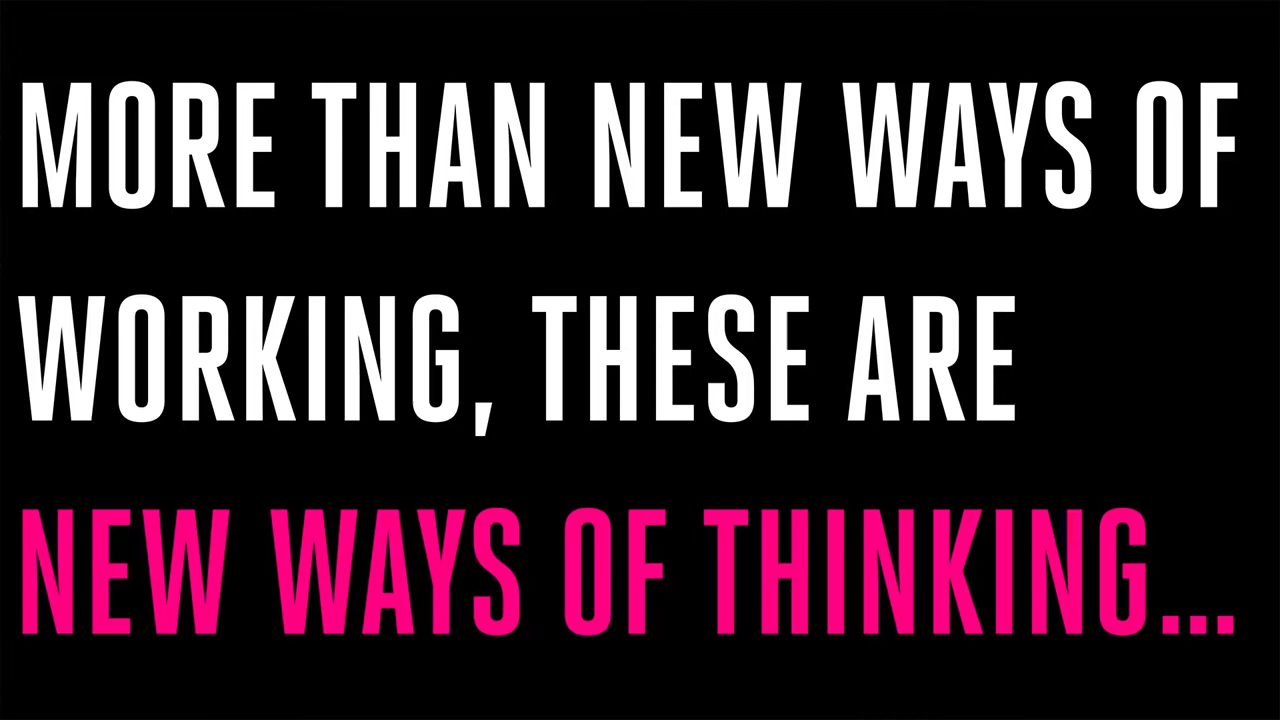 MORE THAN NEW WAYS OF
WORKING, THESE ARE
NEW WAYS OF THINKING...